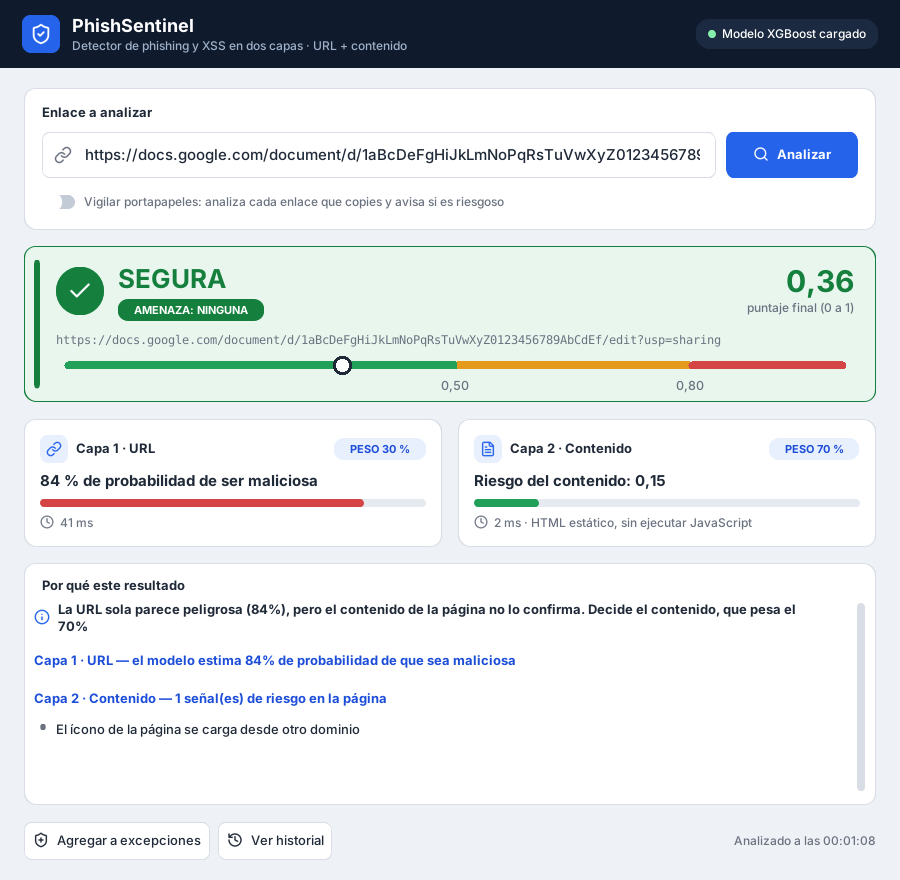 PhishSentinel
Detector de phishing y XSS en dos capas · URL + contenido
Modelo XGBoost cargado
Enlace a analizar
https://docs.google.com/document/d/1aBcDeFgHiJkLmNoPqRsTuVwXyZ0123456789
Analizar
Vigilar portapapeles: analiza cada enlace que copies y avisa si es riesgoso
SEGURA
AMENAZA: NINGUNA
0,36
puntaje final (0 a 1)
https://docs.google.com/document/d/1aBcDeFgHiJkLmNoPqRsTuVwXyZ0123456789AbCdEf/edit?usp=sharing
0,50
0,80
Capa 1 · URL
PESO 30 %
84 % de probabilidad de ser maliciosa
41 ms
Capa 2 · Contenido
PESO 70 %
Riesgo del contenido: 0,15
2 ms · HTML estático, sin ejecutar JavaScript
Por qué este resultado
La URL sola parece peligrosa (84%), pero el contenido de la página no lo confirma. Decide el contenido, que pesa el
70%
Capa 1 · URL — el modelo estima 84% de probabilidad de que sea maliciosa
Capa 2 · Contenido — 1 señal(es) de riesgo en la página
El ícono de la página se carga desde otro dominio
Agregar a excepciones
Ver historial
Analizado a las 00:01:08